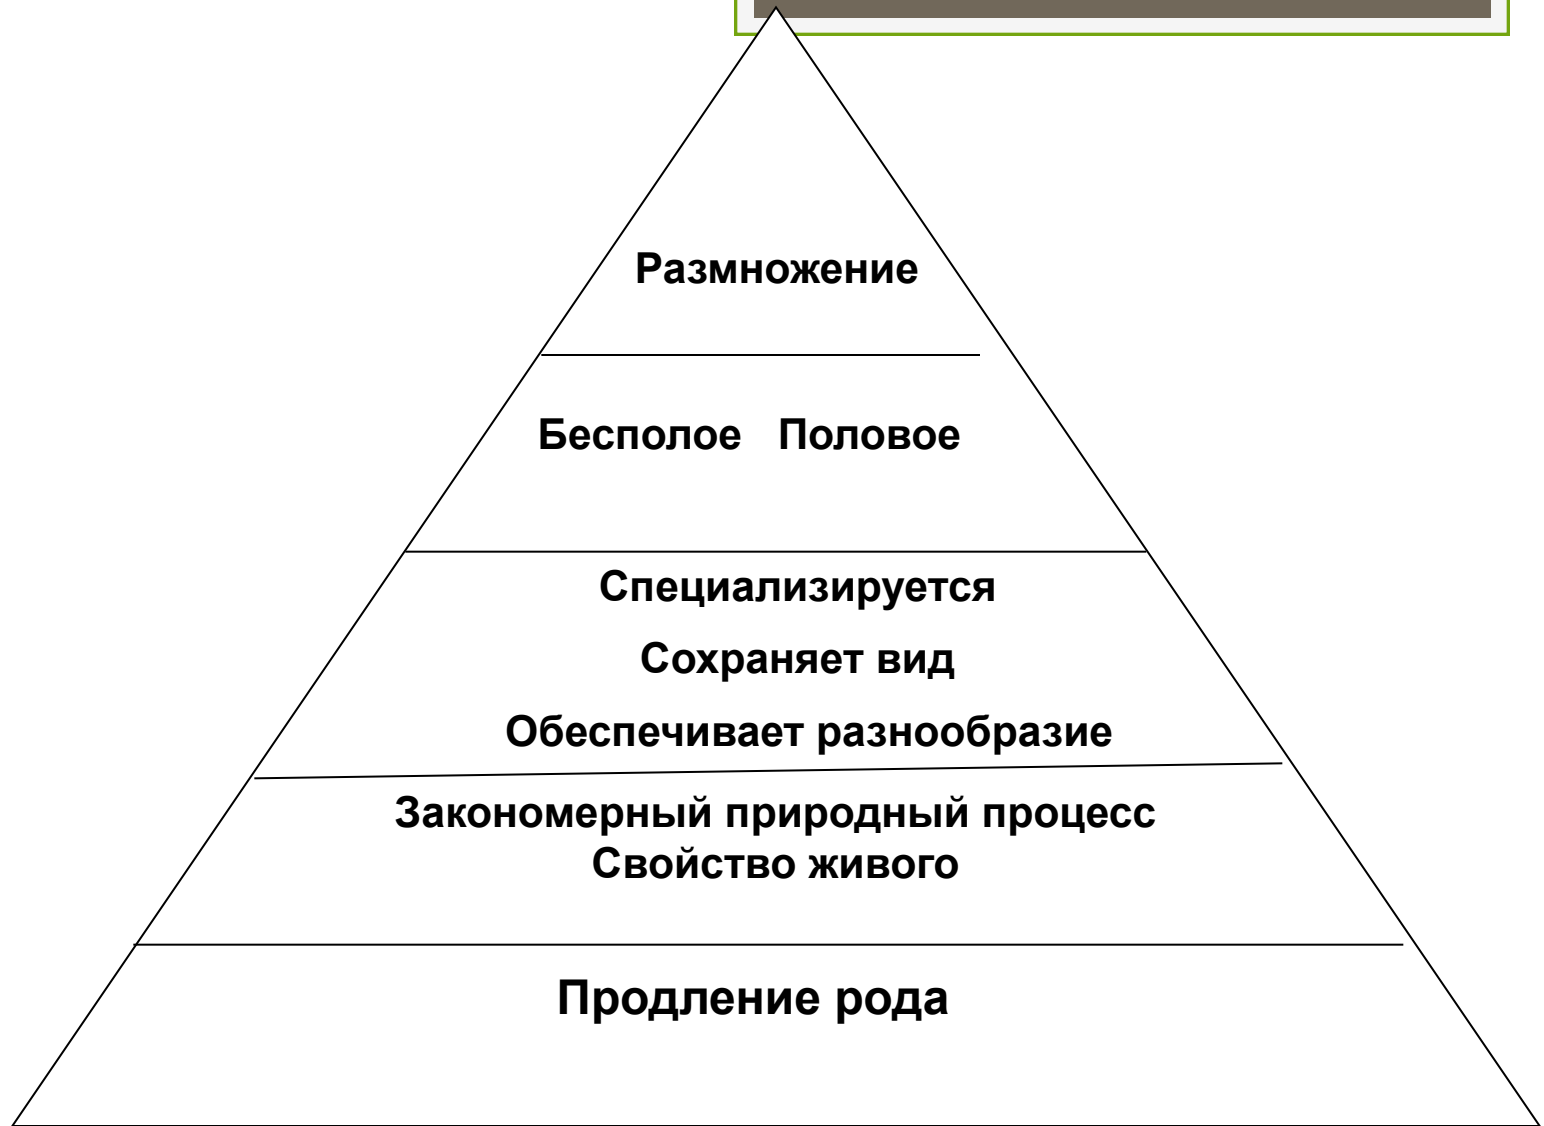 Размножение
Бесполое Половое
Специализируется
Сохраняет вид
Обеспечивает разнообразие
Закономерный природный процесс
Свойство живого
Продление рода